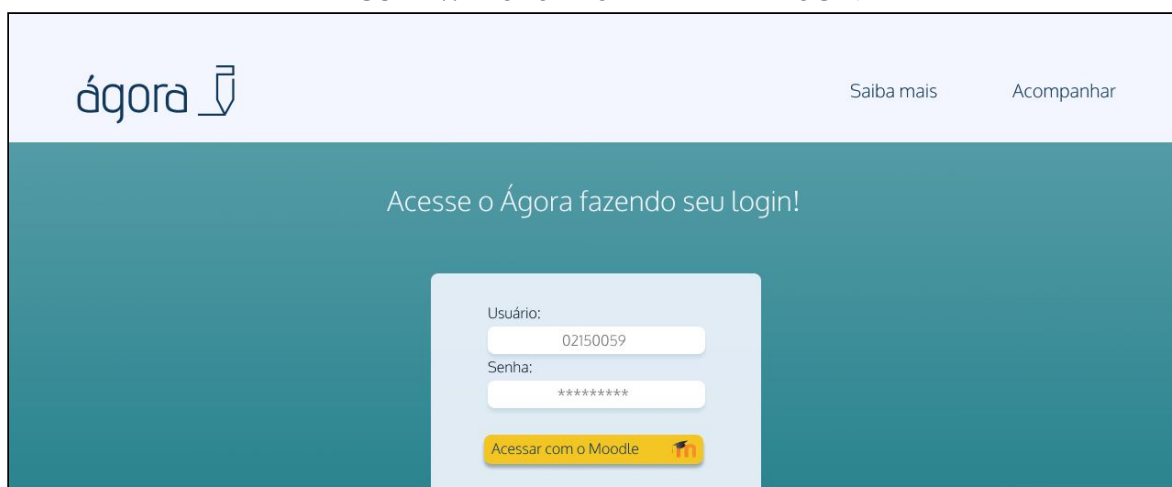 ágora
Saiba mais
Acompanhar
Acesse o Ágora fazendo seu login!
Usuário:
02150059
Senha:
*********
Acessar com o Moodle